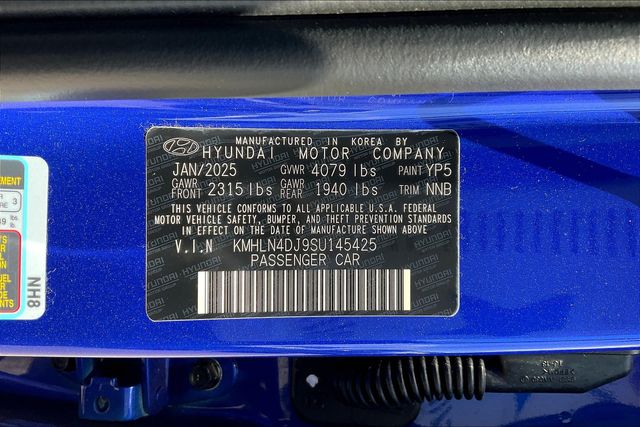 MANUFACTURED IN KOREA BY
HYUNDAI MOTOR COMPANY
JAN/2025 GVWR 4079 lbs PAINT YP5
GAWR FRONT 2315 lbs GAWR REAR 1940 lbs TRIM NNB
THIS VEHICLE CONFORMS TO ALL APPLICABLE U.S.A. FEDERAL
MOTOR VEHICLE SAFETY, BUMPER, AND THEFT PREVENTION STANDARDS
IN EFFECT ON THE DATE OF MANUFACTURE SHOWN ABOVE
V.I.N KMHLN4DJ9SU145425
PASSENGER CAR
NH8
3